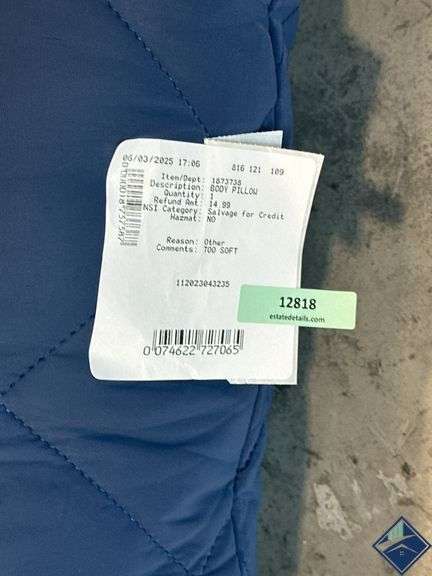 06/03/2025 17:06 816 121 109
Item/Dept: 1873738
Description: BODY PILLOW
Quantity: 1
Refund Amt: 14.99
NSI Category: Salvage for Credit
Hazmat: NO
Reason: Other
Comments: TOO SOFT
112023043235
12818
estatedetails.com
0 074622 727065